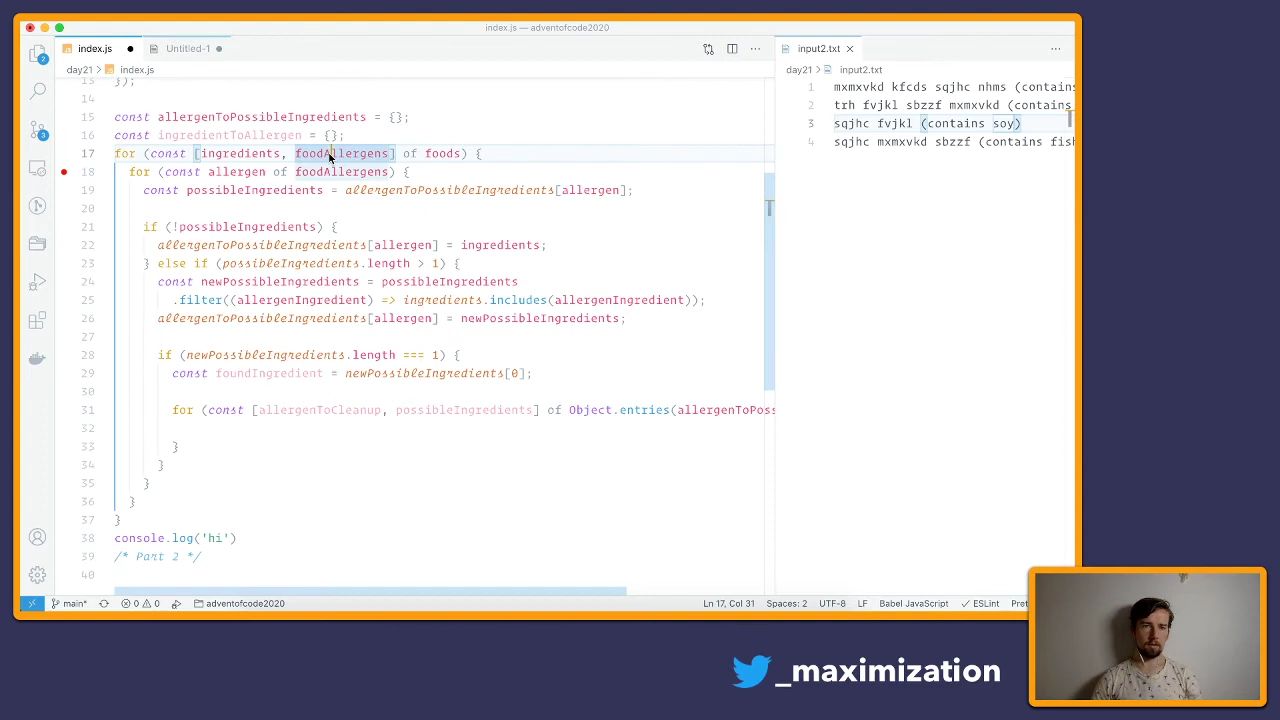 index.js — adventofcode2020
index.js
Untitled-1
input2.txt
day21 > index.js
day21 > input2.txt
13 });
14
15 const allergenToPossibleIngredients = {};
16 const ingredientToAllergen = {};
17 for (const [ingredients, foodAllergens] of foods) {
18 for (const allergen of foodAllergens) {
19 const possibleIngredients = allergenToPossibleIngredients[allergen];
20
21 if (!possibleIngredients) {
22 allergenToPossibleIngredients[allergen] = ingredients;
23 } else if (possibleIngredients.length > 1) {
24 const newPossibleIngredients = possibleIngredients
25 .filter((allergenIngredient) => ingredients.includes(allergenIngredient));
26 allergenToPossibleIngredients[allergen] = newPossibleIngredients;
27
28 if (newPossibleIngredients.length === 1) {
29 const foundIngredient = newPossibleIngredients[0];
30
31 for (const [allergenToCleanup, possibleIngredients] of Object.entries(allergenToPoss
32
33 }
34 }
35 }
36 }
37 }
38 console.log('hi')
39 /* Part 2 */
40
1 mxmxvkd kfcds sqjhc nhms (contains
2 trh fvjkl sbzzf mxmxvkd (contains
3 sqjhc fvjkl (contains soy)
4 sqjhc mxmxvkd sbzzf (contains fish
2
3
main* 0 0 adventofcode2020 Ln 17, Col 31 Spaces: 2 UTF-8 LF Babel JavaScript ESLint Pret
_maximization